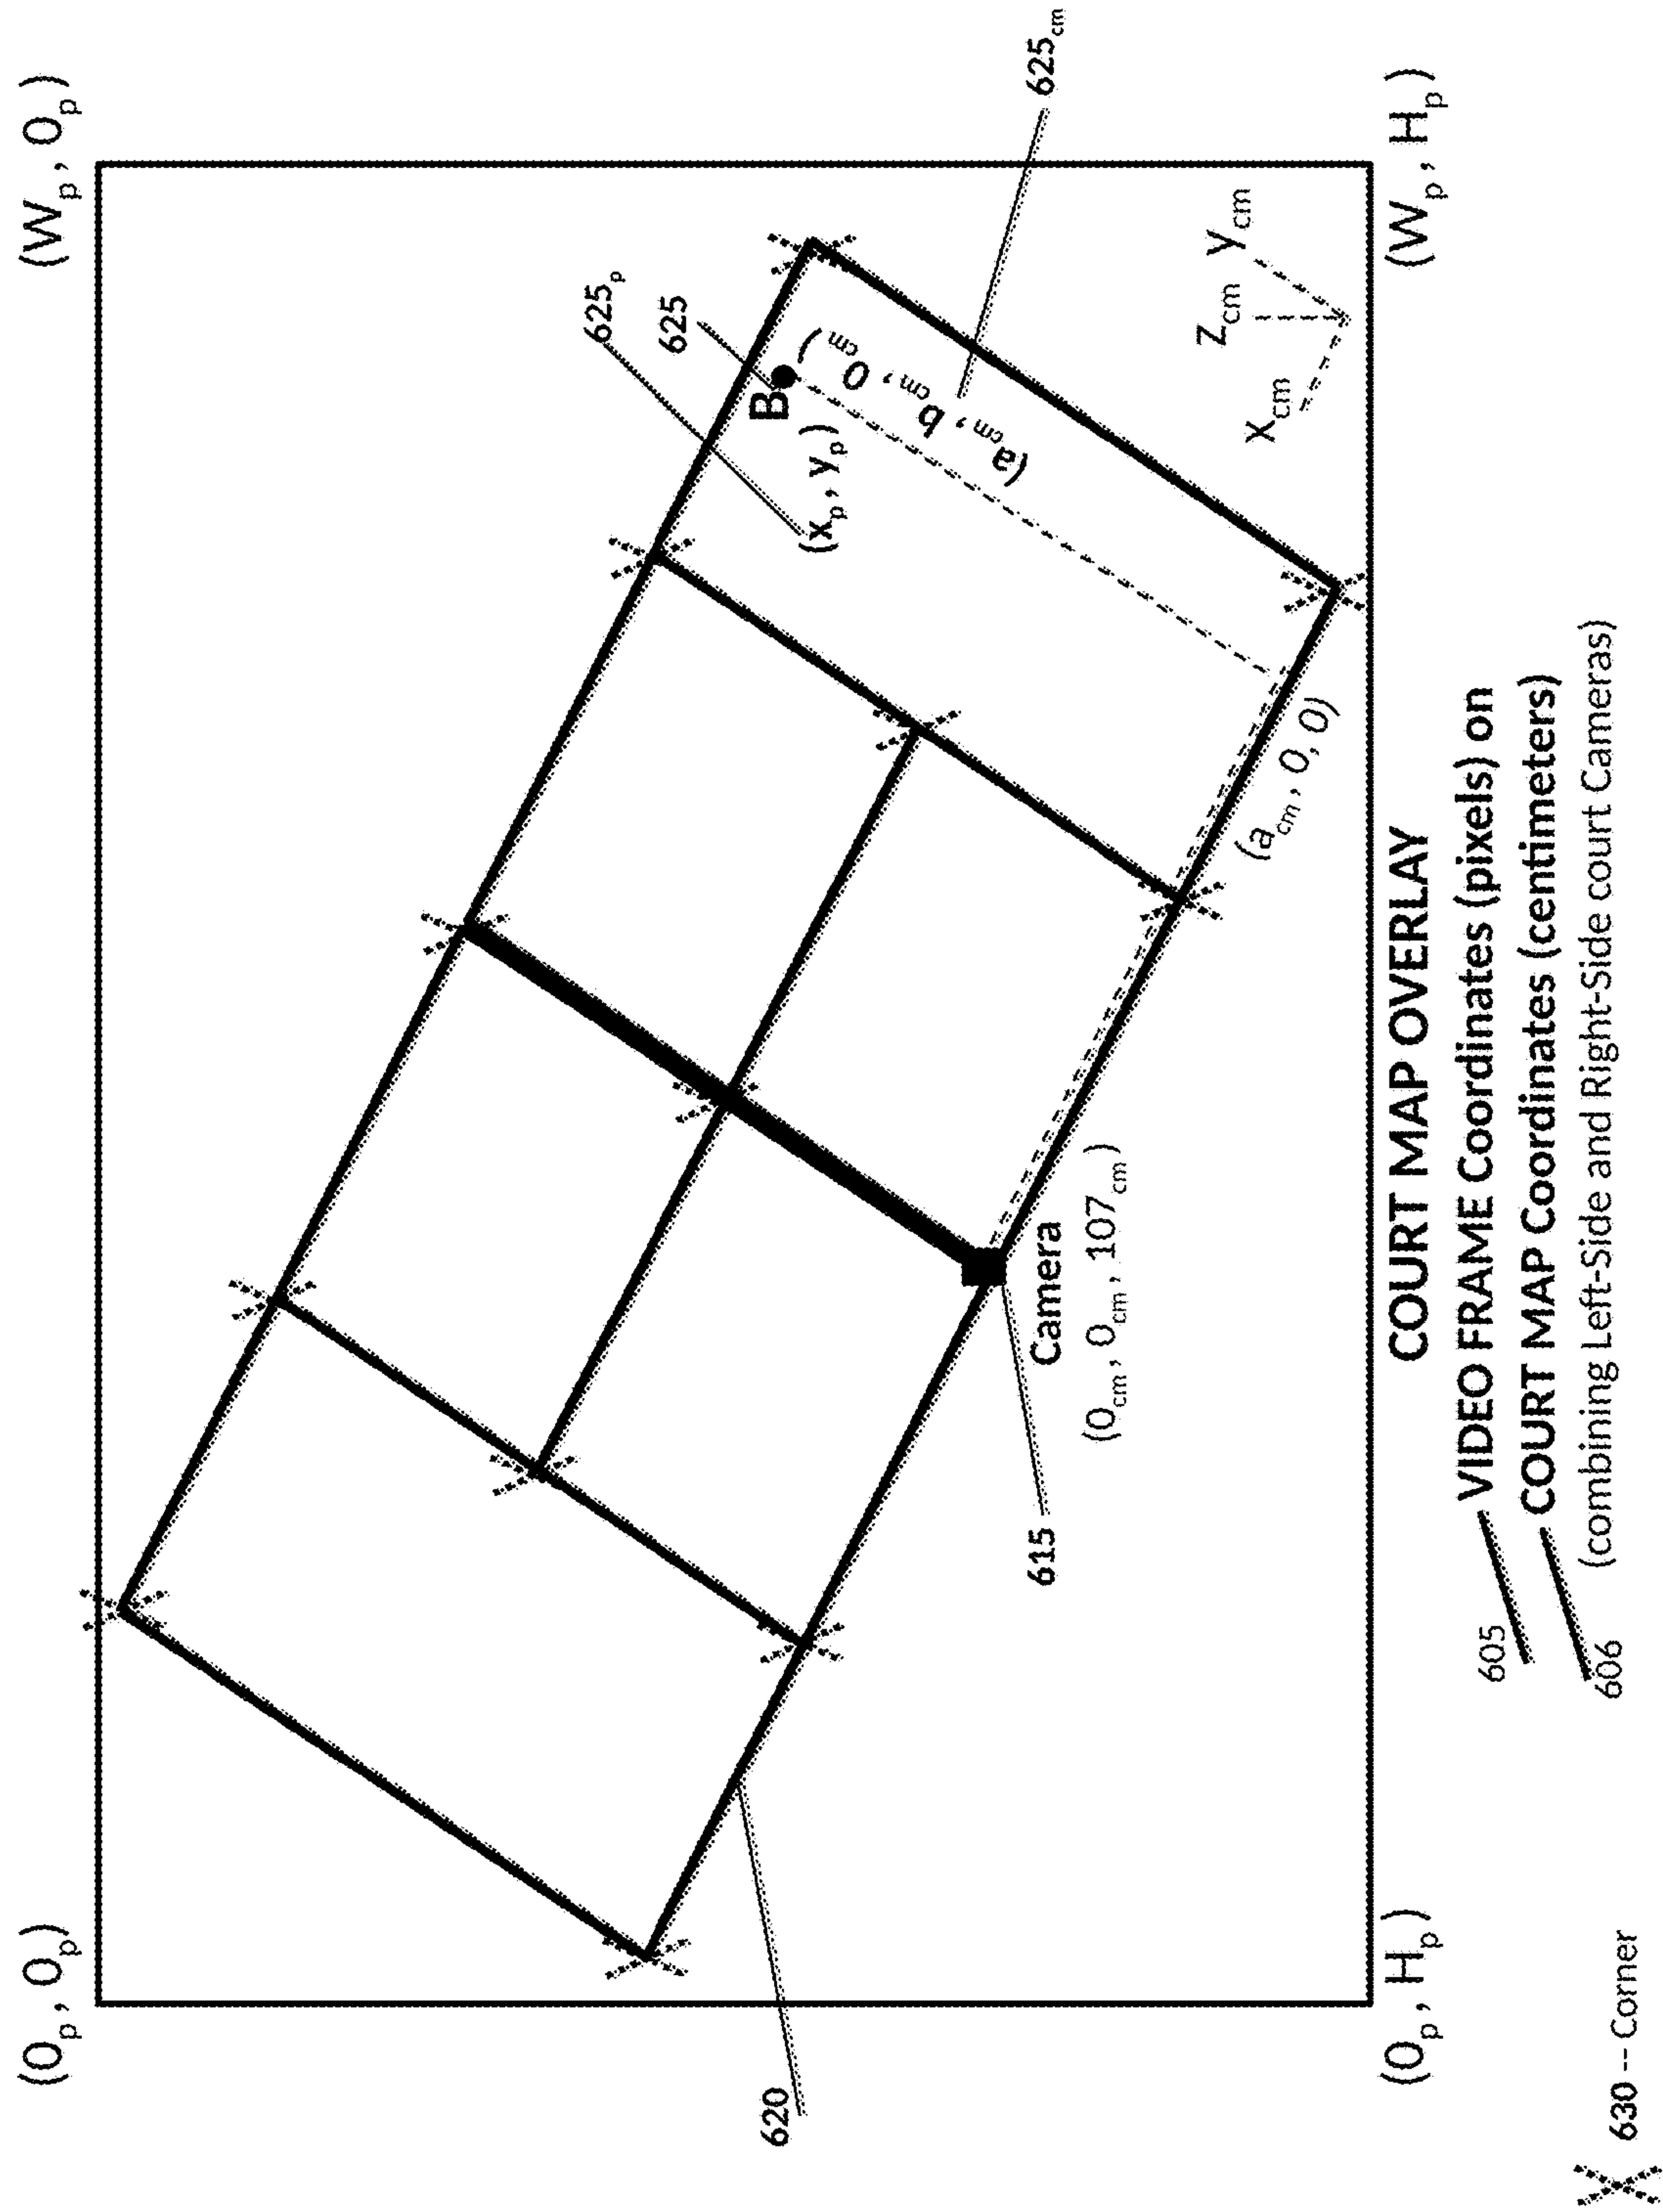 (0p, 0p)
(Wp, 0p)
625p
625
B
(xp, yp)
(acm, bcm, 0cm)
625cm
620
615
Camera
(0cm, 0cm, 107cm)
(acm, 0, 0)
Xcm
Zcm
Ycm
(0p, Hp)
(Wp, Hp)
COURT MAP OVERLAY
605 VIDEO FRAME Coordinates (pixels) on
606 COURT MAP Coordinates (centimeters)
(combining Left-Side and Right-Side court Cameras)
630 -- Corner